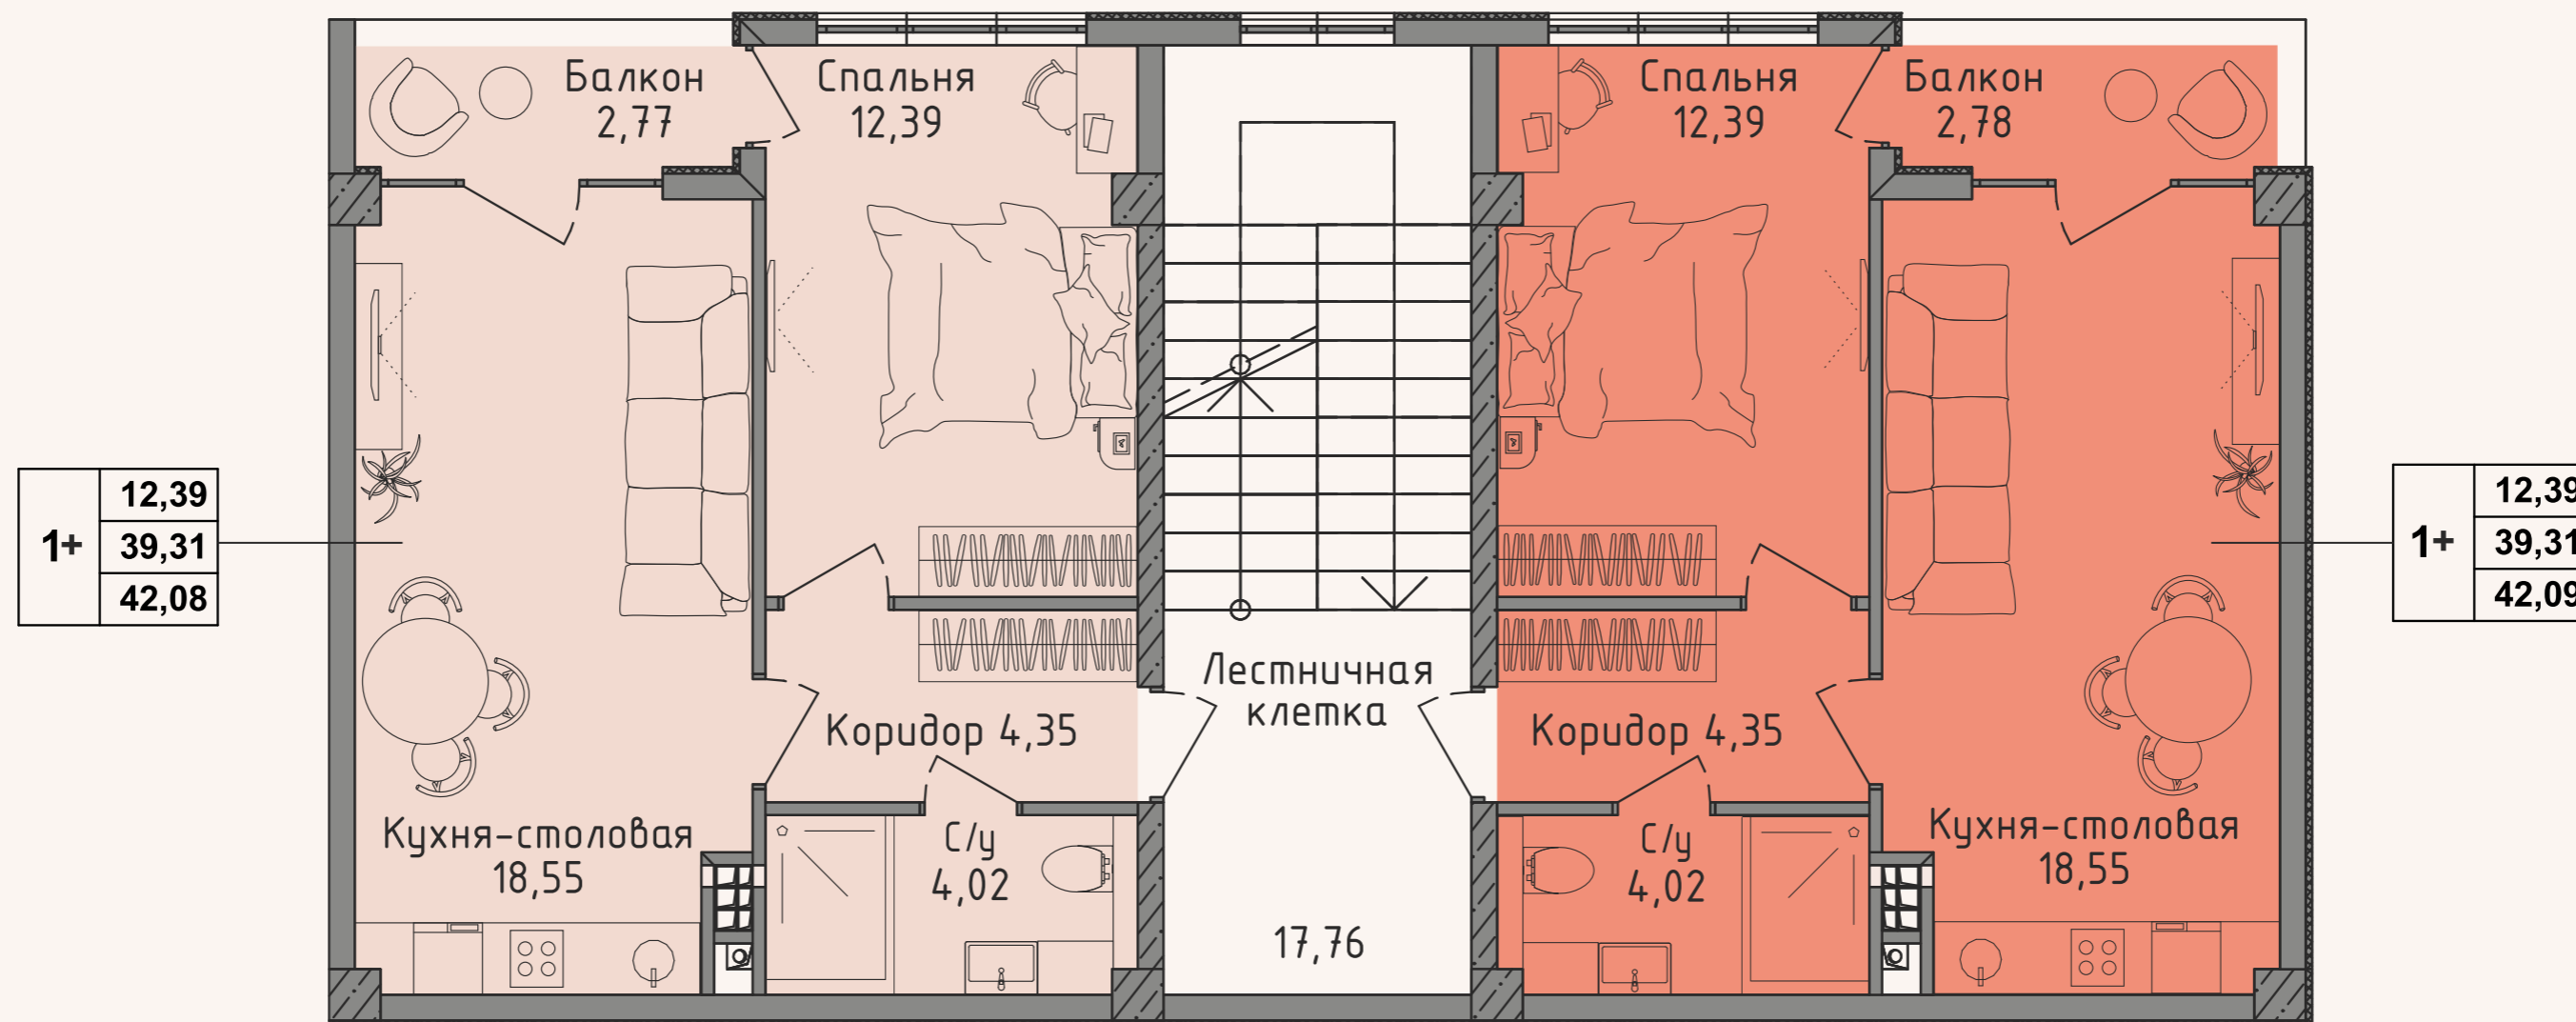 Балкон
2,77
Спальня
12,39
Спальня
12,39
Балкон
2,78
1+
12,39
39,31
42,08
1+
12,39
39,31
42,09
Лестничная
клетка
Коридор 4,35
Коридор 4,35
Кухня-столовая
18,55
С/у
4,02
С/у
4,02
Кухня-столовая
18,55
17,76